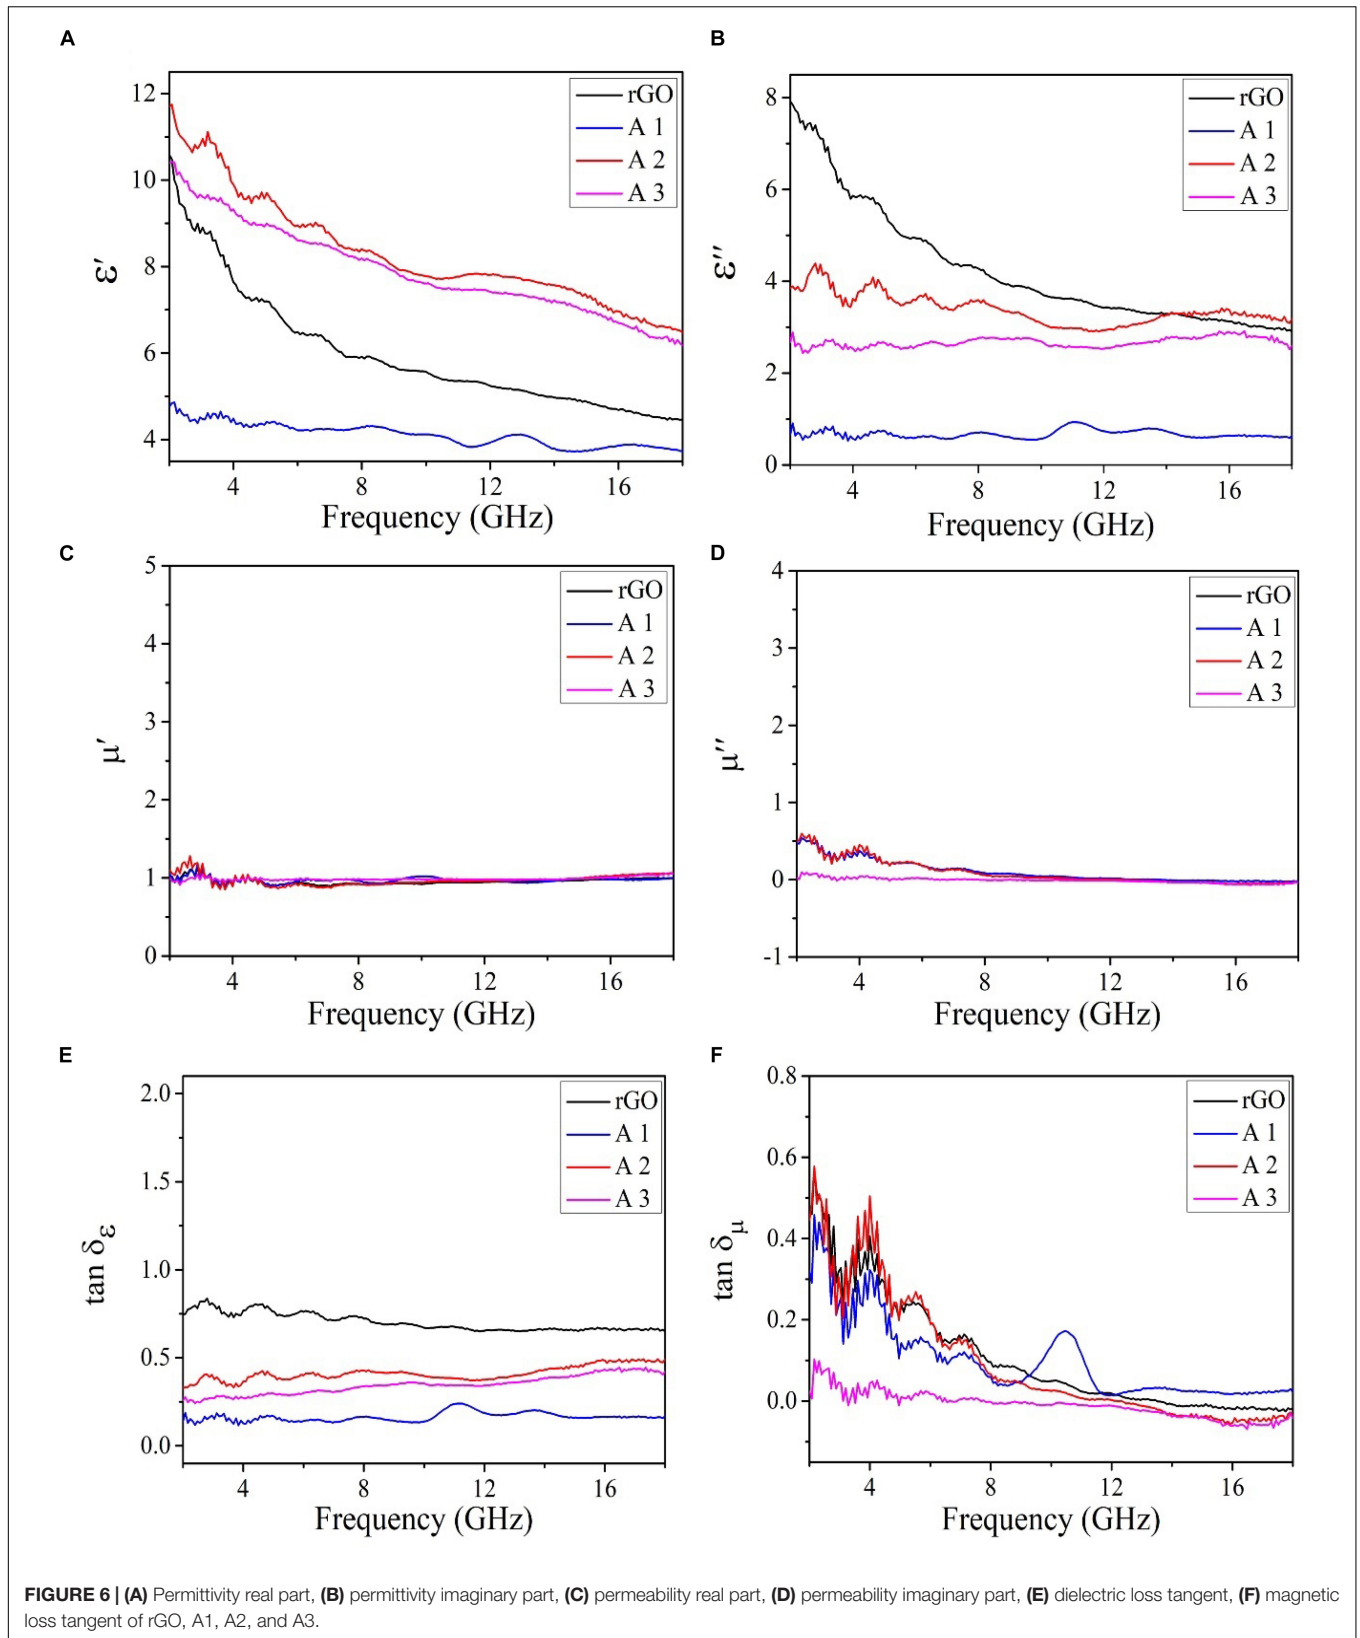 A
ε′
12
10
8
6
4
4
8
12
16
Frequency (GHz)
rGO
A 1
A 2
A 3
B
ε′′
8
6
4
2
0
4
8
12
16
Frequency (GHz)
rGO
A 1
A 2
A 3
C
μ′
5
4
3
2
1
0
4
8
12
16
Frequency (GHz)
rGO
A 1
A 2
A 3
D
μ′′
4
3
2
1
0
-1
4
8
12
16
Frequency (GHz)
rGO
A 1
A 2
A 3
E
tan δε
2.0
1.5
1.0
0.5
0.0
4
8
12
16
Frequency (GHz)
rGO
A 1
A 2
A 3
F
tan δμ
0.8
0.6
0.4
0.2
0.0
4
8
12
16
Frequency (GHz)
rGO
A 1
A 2
A 3
FIGURE 6 | (A) Permittivity real part, (B) permittivity imaginary part, (C) permeability real part, (D) permeability imaginary part, (E) dielectric loss tangent, (F) magnetic
loss tangent of rGO, A1, A2, and A3.